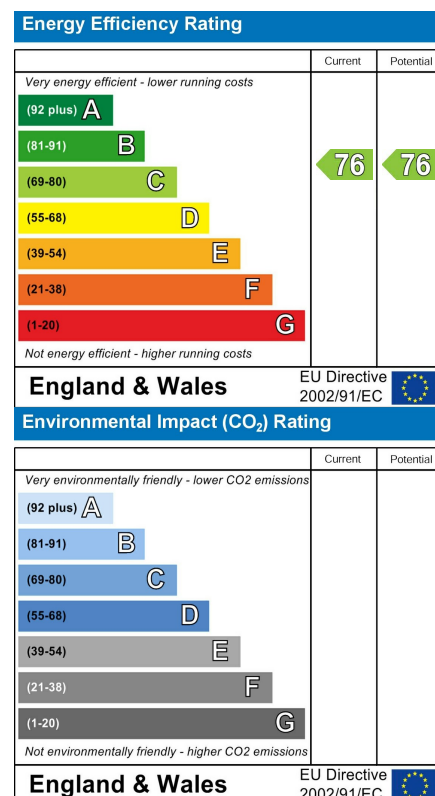 Energy Efficiency Rating
Current Potential
Very energy efficient - lower running costs
(92 plus) A
(81-91) B
(69-80) C
76 76
(55-68) D
(39-54) E
(21-38) F
(1-20) G
Not energy efficient - higher running costs
England & Wales
EU Directive
2002/91/EC
Environmental Impact (CO₂) Rating
Current Potential
Very environmentally friendly - lower CO2 emissions
(92 plus) A
(81-91) B
(69-80) C
(55-68) D
(39-54) E
(21-38) F
(1-20) G
Not environmentally friendly - higher CO2 emissions
England & Wales
EU Directive
2002/91/EC